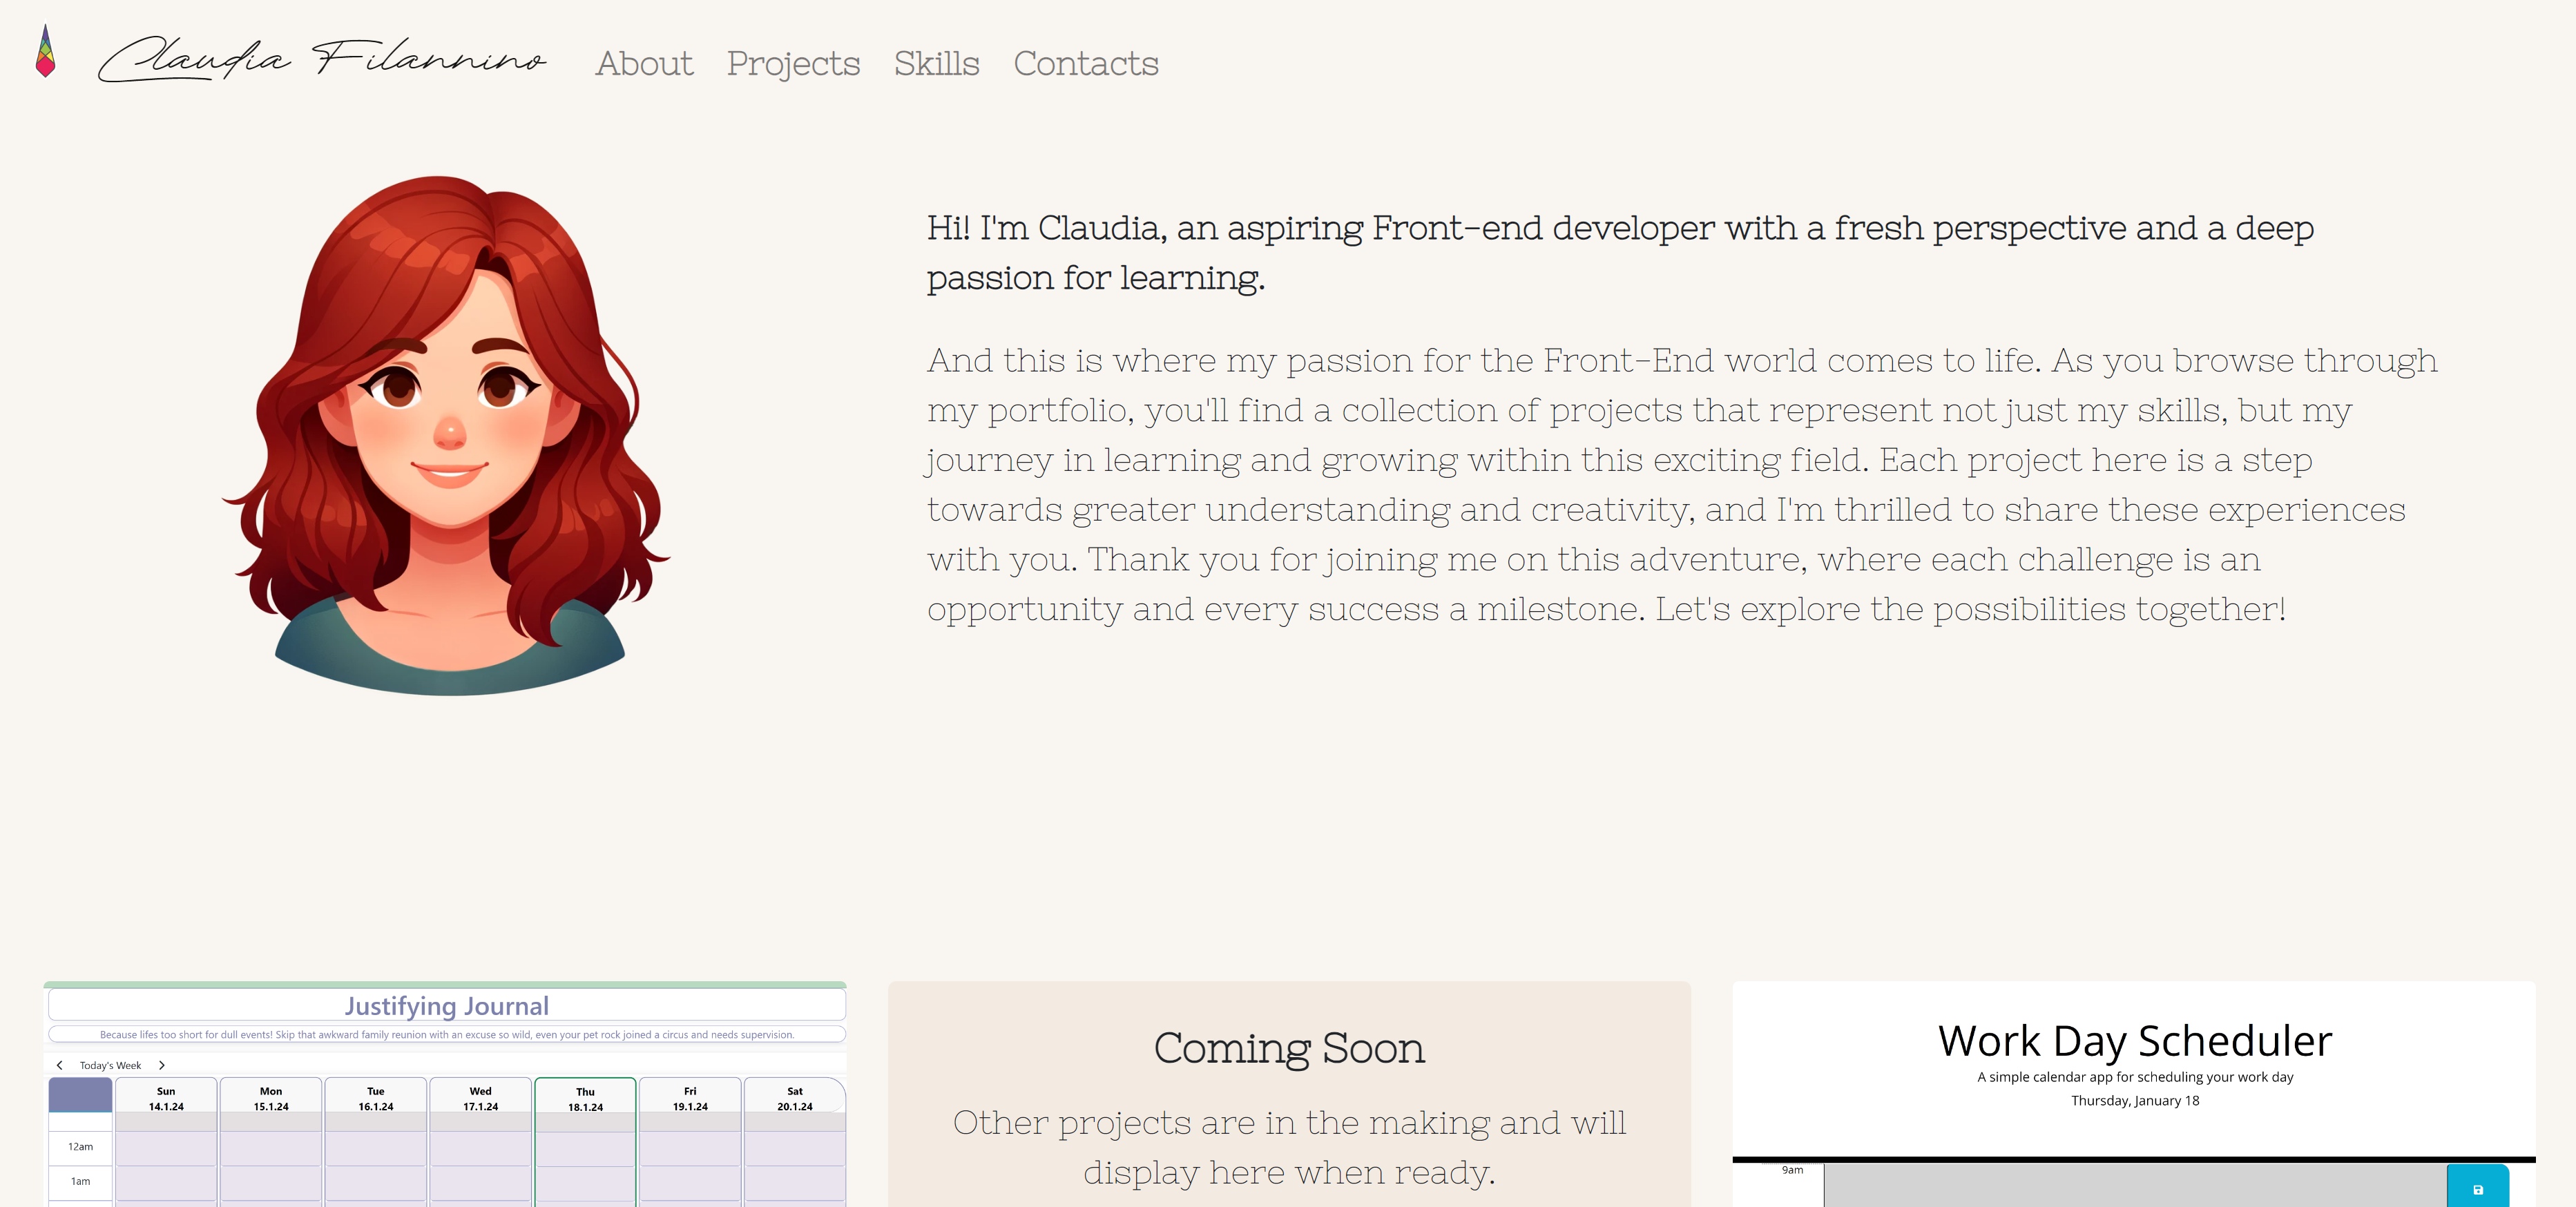 Claudia Filannino
About Projects Skills Contacts
Hi! I'm Claudia, an aspiring Front-end developer with a fresh perspective and a deep
passion for learning.
And this is where my passion for the Front-End world comes to life. As you browse through
my portfolio, you'll find a collection of projects that represent not just my skills, but my
journey in learning and growing within this exciting field. Each project here is a step
towards greater understanding and creativity, and I'm thrilled to share these experiences
with you. Thank you for joining me on this adventure, where each challenge is an
opportunity and every success a milestone. Let's explore the possibilities together!
Justifying Journal
Because lifes too short for dull events! Skip that awkward family reunion with an excuse so wild, even your pet rock joined a circus and needs supervision.
Today's Week
Sun Mon Tue Wed Thu Fri Sat
14.1.24 15.1.24 16.1.24 17.1.24 18.1.24 19.1.24 20.1.24
12am
1am
Coming Soon
Other projects are in the making and will
display here when ready.
Work Day Scheduler
A simple calendar app for scheduling your work day
Thursday, January 18
9am